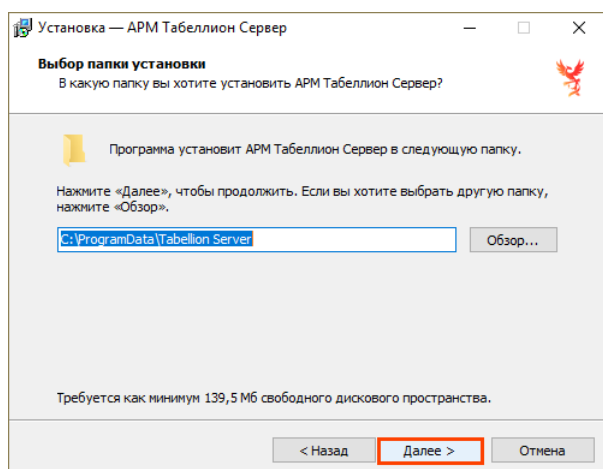 Установка — АРМ Табеллион Сервер
Выбор папки установки
В какую папку вы хотите установить АРМ Табеллион Сервер?
Программа установит АРМ Табеллион Сервер в следующую папку.
Нажмите «Далее», чтобы продолжить. Если вы хотите выбрать другую папку,
нажмите «Обзор».
C:\ProgramData\Tabellion Server
Обзор...
Требуется как минимум 139,5 Мб свободного дискового пространства.
< Назад
Далее >
Отмена